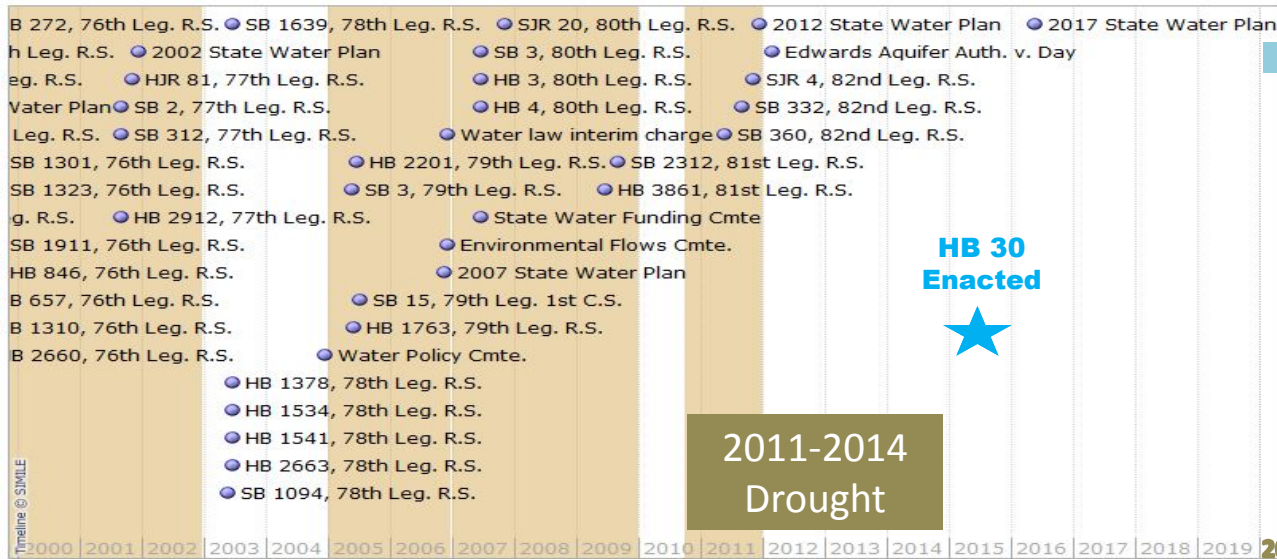 B 272, 76th Leg. R.S. SB 1639, 78th Leg. R.S. SJR 20, 80th Leg. R.S. 2012 State Water Plan 2017 State Water Plan
h Leg. R.S. 2002 State Water Plan SB 3, 80th Leg. R.S. Edwards Aquifer Auth. v. Day
eg. R.S. HJR 81, 77th Leg. R.S. HB 3, 80th Leg. R.S. SJR 4, 82nd Leg. R.S.
Water Plan SB 2, 77th Leg. R.S. HB 4, 80th Leg. R.S. SB 332, 82nd Leg. R.S.
Leg. R.S. SB 312, 77th Leg. R.S. Water law interim charge SB 360, 82nd Leg. R.S.
SB 1301, 76th Leg. R.S. HB 2201, 79th Leg. R.S. SB 2312, 81st Leg. R.S.
SB 1323, 76th Leg. R.S. SB 3, 79th Leg. R.S. HB 3861, 81st Leg. R.S.
g. R.S. HB 2912, 77th Leg. R.S. State Water Funding Cmte
SB 1911, 76th Leg. R.S. Environmental Flows Cmte.
HB 846, 76th Leg. R.S. 2007 State Water Plan
B 657, 76th Leg. R.S. SB 15, 79th Leg. 1st C.S.
B 1310, 76th Leg. R.S. HB 1763, 79th Leg. R.S.
B 2660, 76th Leg. R.S. Water Policy Cmte.
HB 1378, 78th Leg. R.S.
HB 1534, 78th Leg. R.S.
HB 1541, 78th Leg. R.S.
HB 2663, 78th Leg. R.S.
SB 1094, 78th Leg. R.S.
HB 30
Enacted
2011-2014
Drought
Timeline © SIMILE
2000 2001 2002 2003 2004 2005 2006 2007 2008 2009 2010 2011 2012 2013 2014 2015 2016 2017 2018 2019